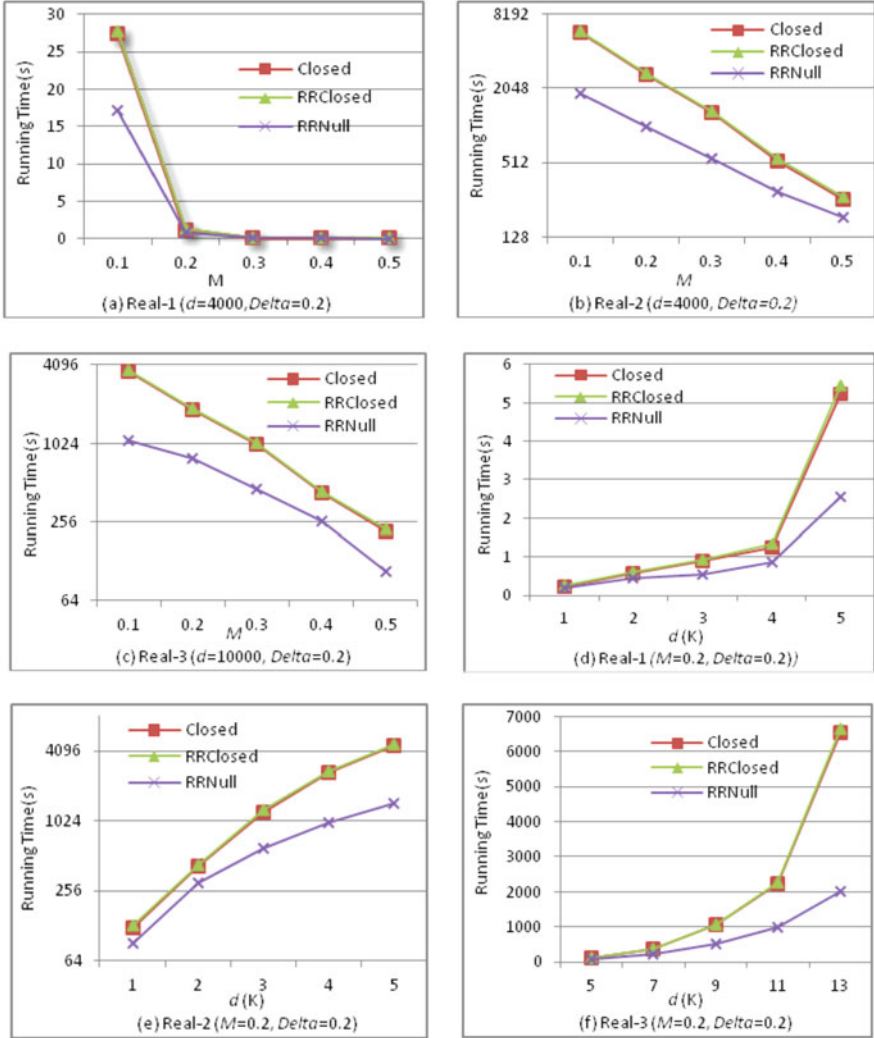 30
25
20
15
10
5
0
Running Time(s)
Closed
RRClosed
RRNull
0.1 0.2 0.3 0.4 0.5
M
(a) Real-1 (d=4000,Delta=0.2)
8192
2048
512
128
Running Time(s)
Closed
RRClosed
RRNull
0.1 0.2 0.3 0.4 0.5
M
(b) Real-2 (d=4000, Delta=0.2)
4096
1024
256
64
Running Time(s)
Closed
RRClosed
RRNull
0.1 0.2 0.3 0.4 0.5
M
(c) Real-3 (d=10000, Delta=0.2)
6
5
4
3
2
1
0
Running Time(s)
Closed
RRClosed
RRNull
1 2 3 4 5
d (K)
(d) Real-1 (M=0.2, Delta=0.2))
4096
1024
256
64
Running Time(s)
Closed
RRClosed
RRNull
1 2 3 4 5
d (K)
(e) Real-2 (M=0.2, Delta=0.2)
7000
6000
5000
4000
3000
2000
1000
0
Running Time(s)
Closed
RRClosed
RRNull
5 7 9 11 13
d (K)
(f) Real-3 (M=0.2, Delta=0.2)